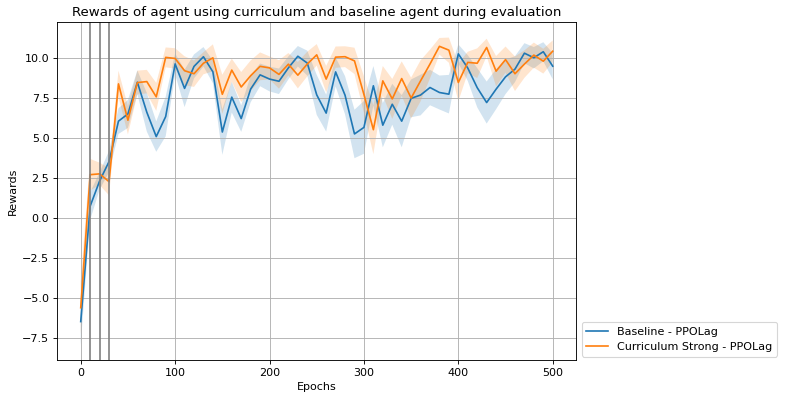 Rewards of agent using curriculum and baseline agent during evaluation
Rewards
10.0
7.5
5.0
2.5
0.0
−2.5
−5.0
−7.5
0 100 200 300 400 500
Epochs
Baseline - PPOLag
Curriculum Strong - PPOLag